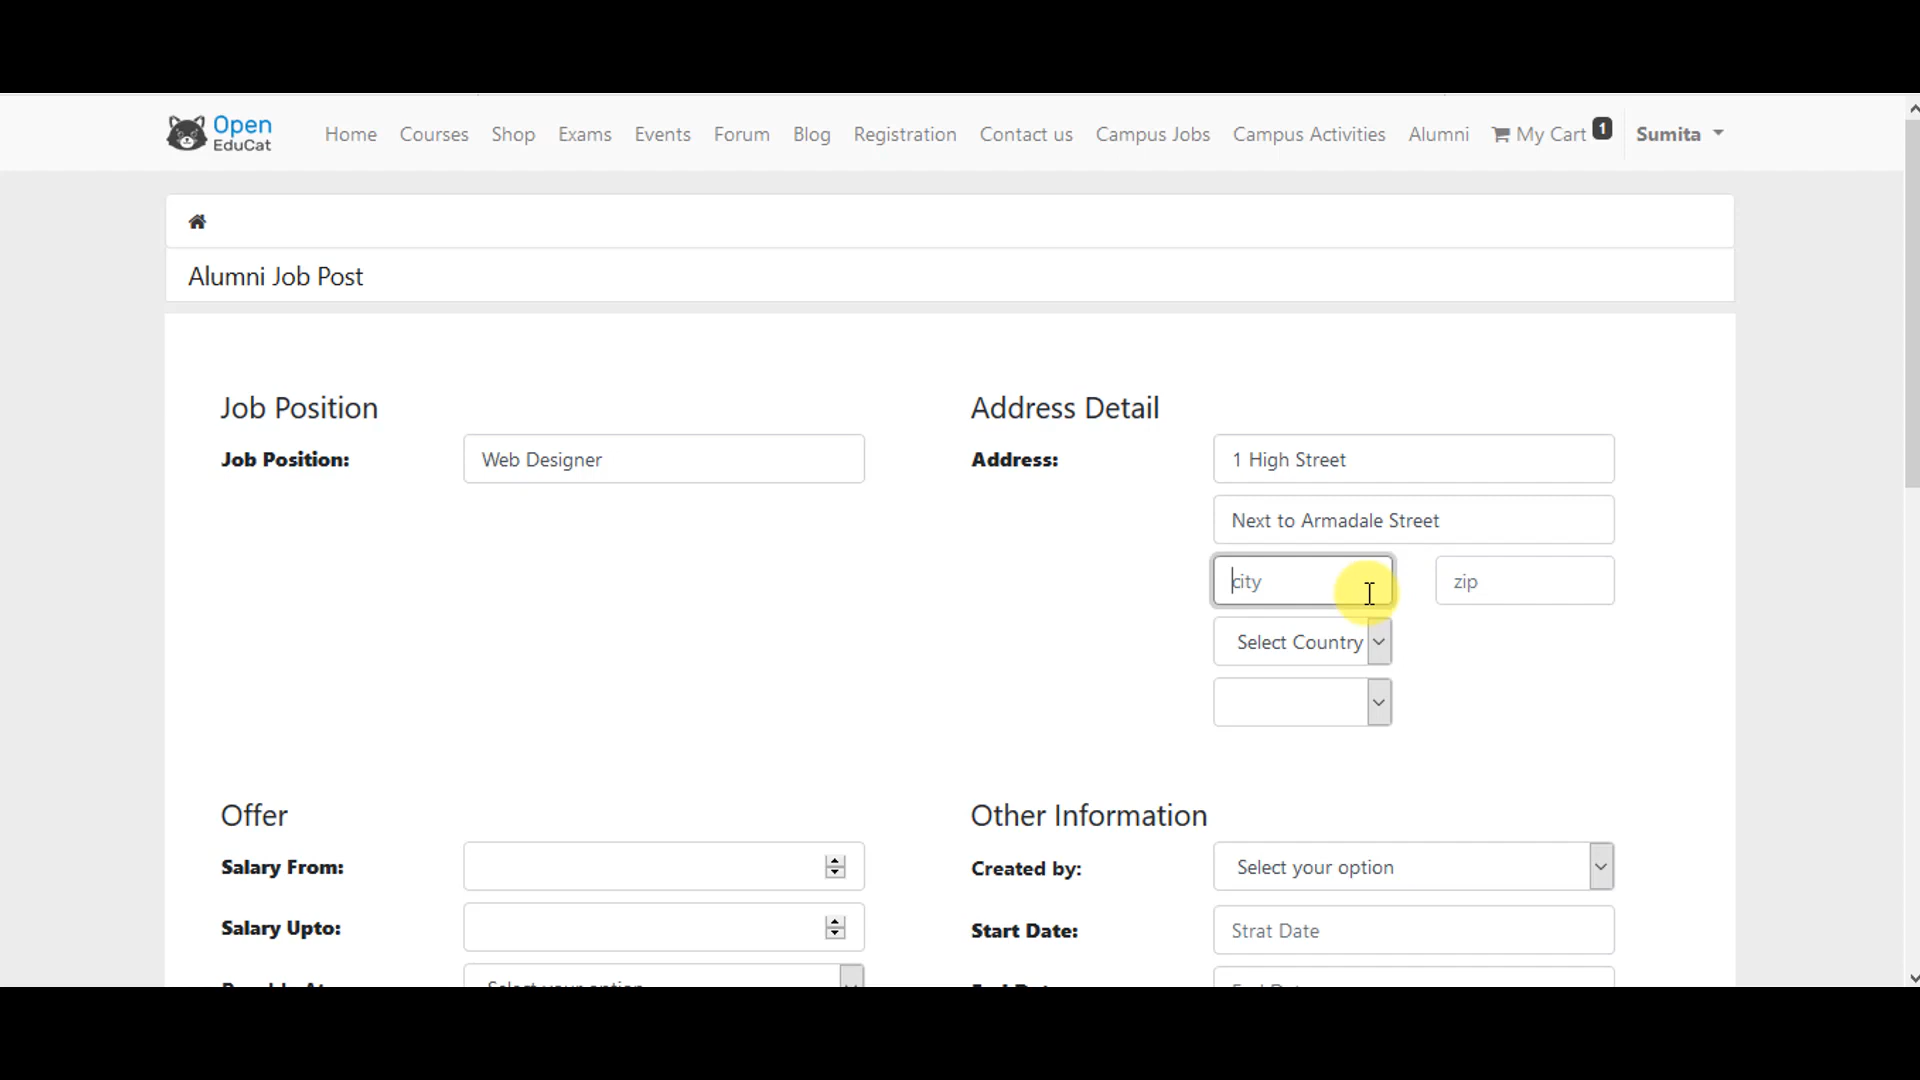 Open EduCat Home Courses Shop Exams Events Forum Blog Registration Contact us Campus Jobs Campus Activities Alumni My Cart 1 Sumita
Alumni Job Post
Job Position
Job Position: Web Designer
Address Detail
Address: 1 High Street
Next to Armadale Street
city zip
Select Country
Offer
Salary From:
Salary Upto:
Select your option
Other Information
Created by: Select your option
Start Date: Strat Date